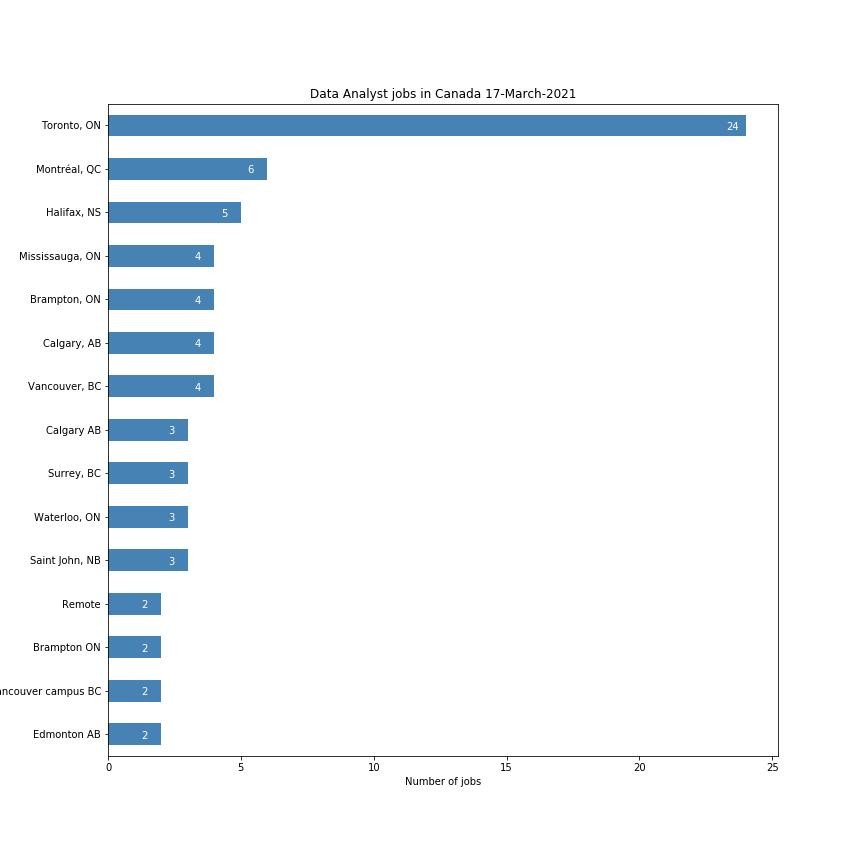 Data Analyst jobs in Canada 17-March-2021
Toronto, ON 24
Montréal, QC 6
Halifax, NS 5
Mississauga, ON 4
Brampton, ON 4
Calgary, AB 4
Vancouver, BC 4
Calgary AB 3
Surrey, BC 3
Waterloo, ON 3
Saint John, NB 3
Remote 2
Brampton ON 2
campus BC 2
Edmonton AB 2
0 5 10 15 20 25
Number of jobs